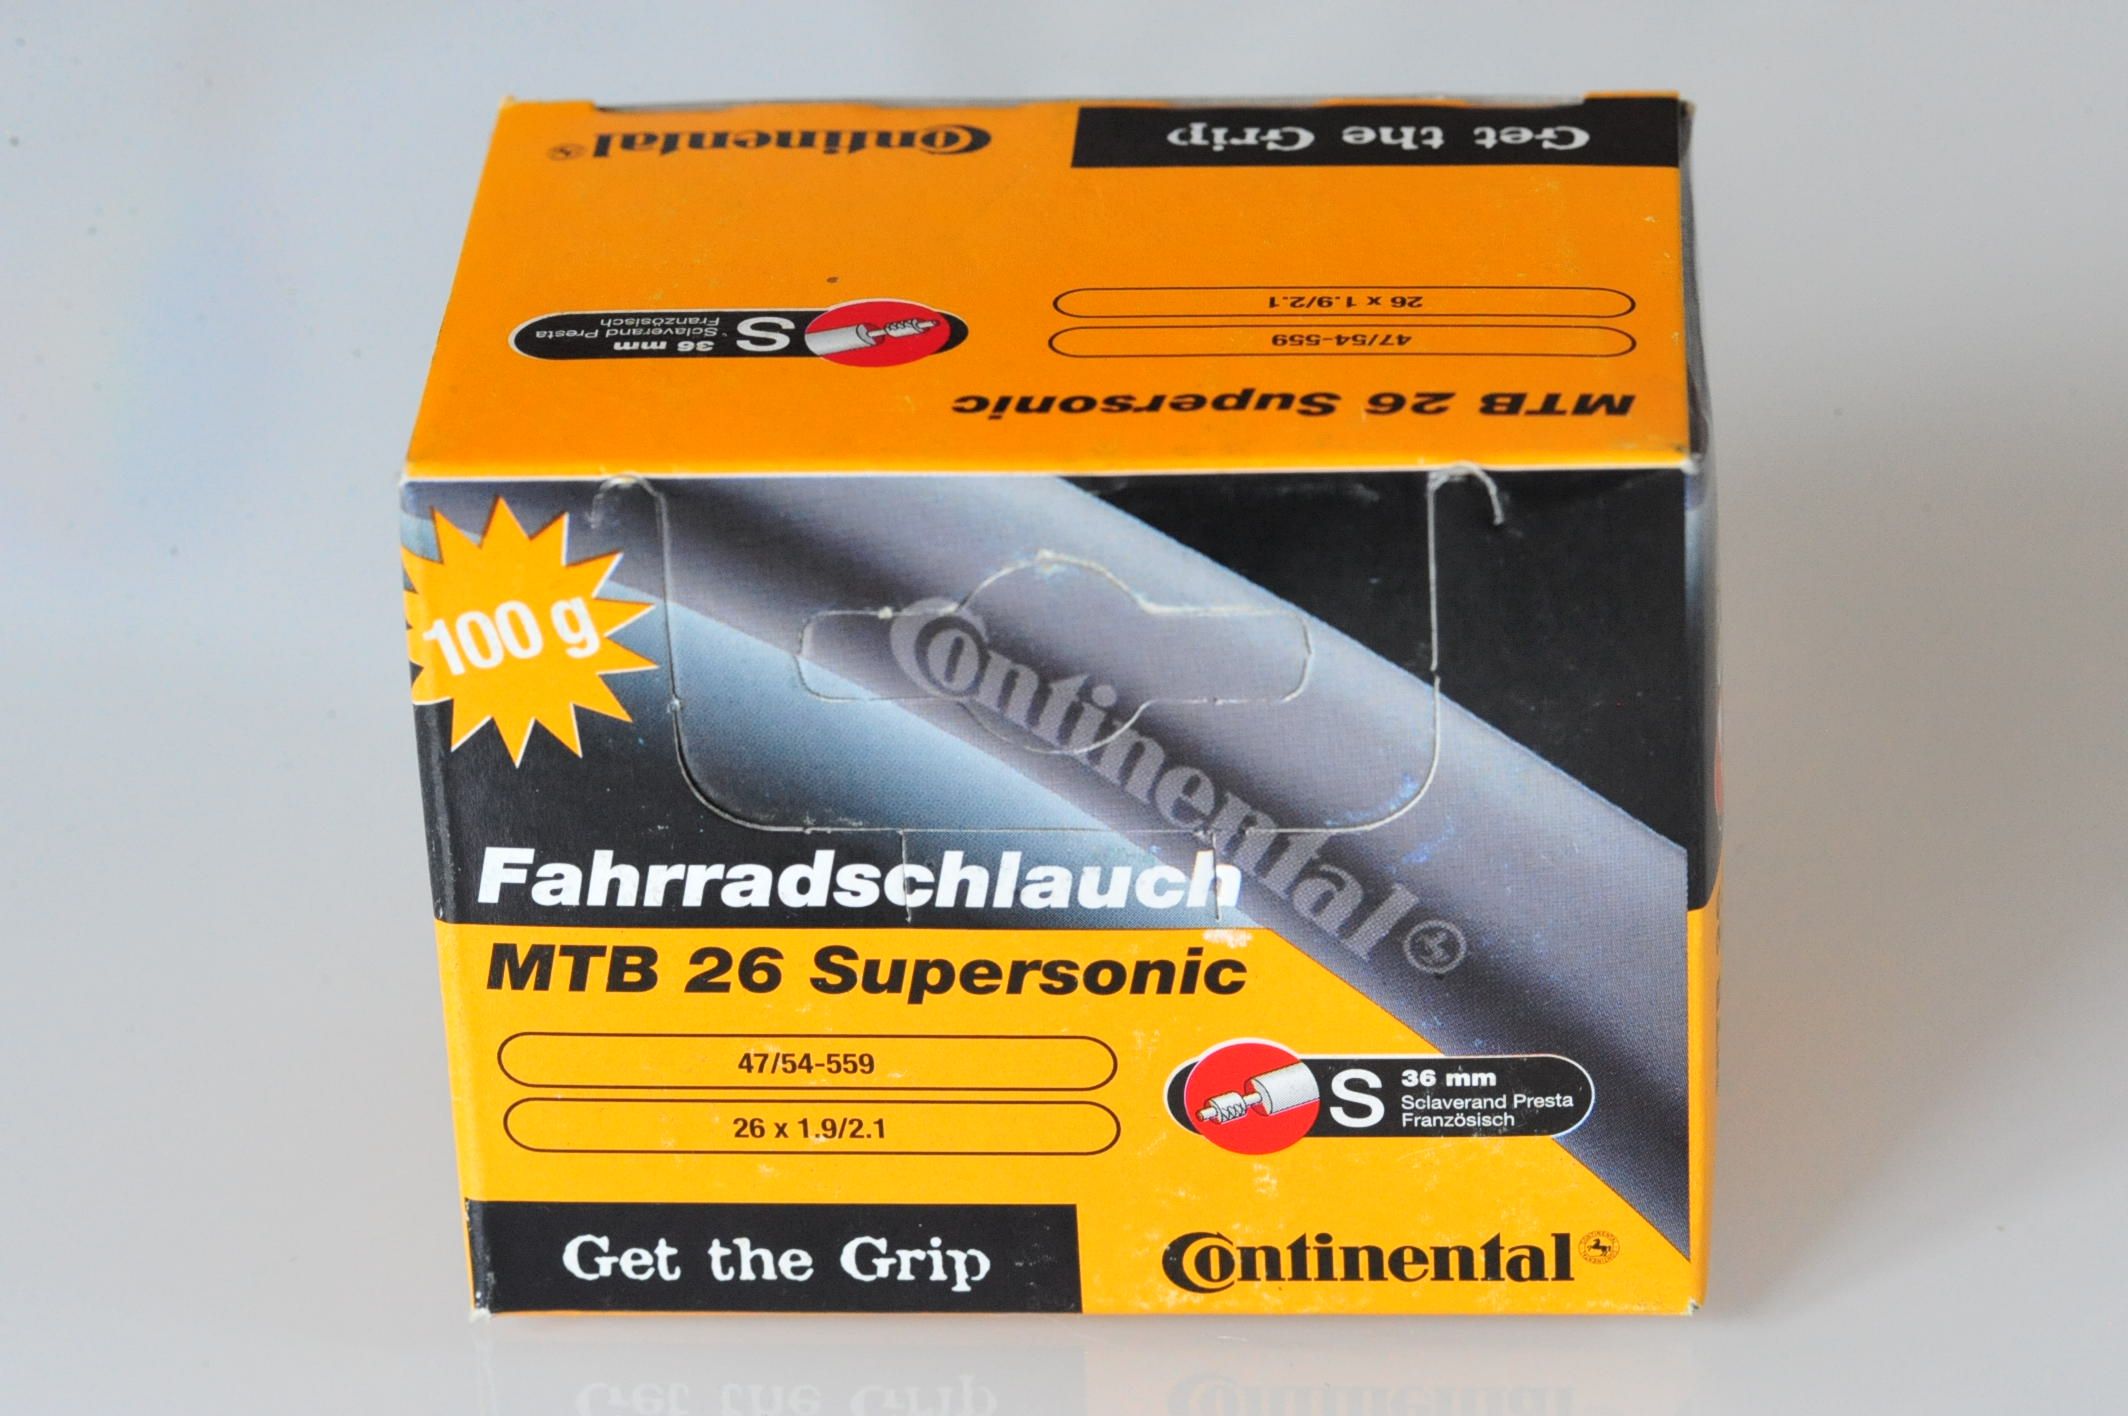 Continental
Get the Grip
26 x 1.9/2.1
47/54-559
S
36 mm
Sclaverand Presta
Französisch
MTB 26 Supersonic
100 g
Continental
Fahrradschlauch
MTB 26 Supersonic
47/54-559
26 x 1.9/2.1
S
36 mm
Sclaverand Presta
Französisch
Get the Grip
Continental